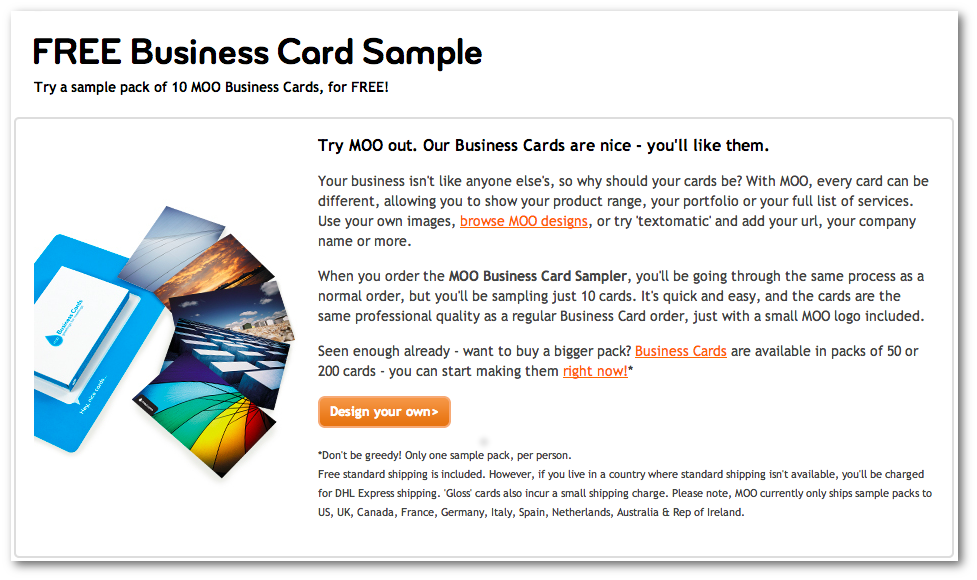 FREE Business Card Sample
Try a sample pack of 10 MOO Business Cards, for FREE!
Try MOO out. Our Business Cards are nice - you'll like them.
Your business isn't like anyone else's, so why should your cards be? With MOO, every card can be
different, allowing you to show your product range, your portfolio or your full list of services.
Use your own images, browse MOO designs, or try 'textomatic' and add your url, your company
name or more.
When you order the MOO Business Card Sampler, you'll be going through the same process as a
normal order, but you'll be sampling just 10 cards. It's quick and easy, and the cards are the
same professional quality as a regular Business Card order, just with a small MOO logo included.
Seen enough already - want to buy a bigger pack? Business Cards are available in packs of 50 or
200 cards - you can start making them right now!*
Design your own>
*Don't be greedy! Only one sample pack, per person.
Free standard shipping is included. However, if you live in a country where standard shipping isn't available, you'll be charged
for DHL Express shipping. 'Gloss' cards also incur a small shipping charge. Please note, MOO currently only ships sample packs to
US, UK, Canada, France, Germany, Italy, Spain, Netherlands, Australia & Rep of Ireland.
Business Cards
Hey, nice cards...